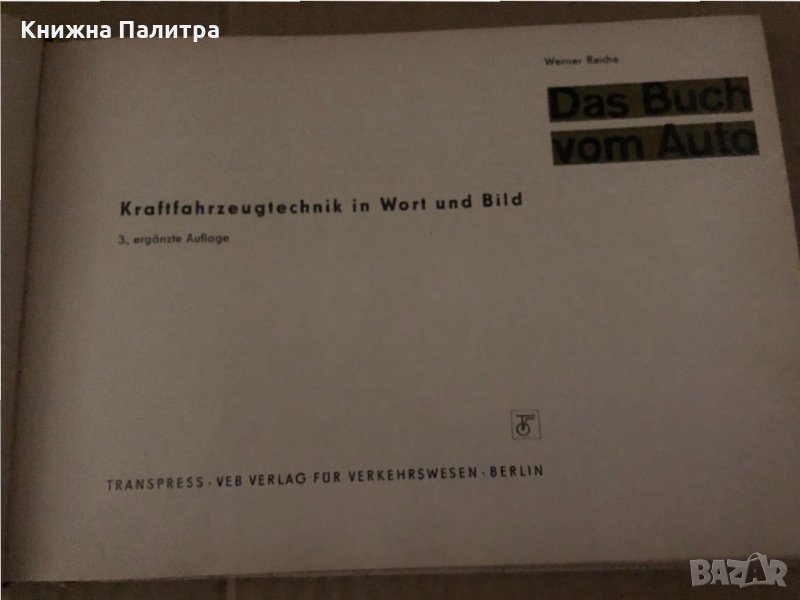 Книжна Палитра
Werner Reiche
Das Buch
vom Auto
Kraftfahrzeugtechnik in Wort und Bild
3., ergänzte Auflage
TRANSPRESS · VEB VERLAG FÜR VERKEHRSWESEN · BERLIN
BAZAR